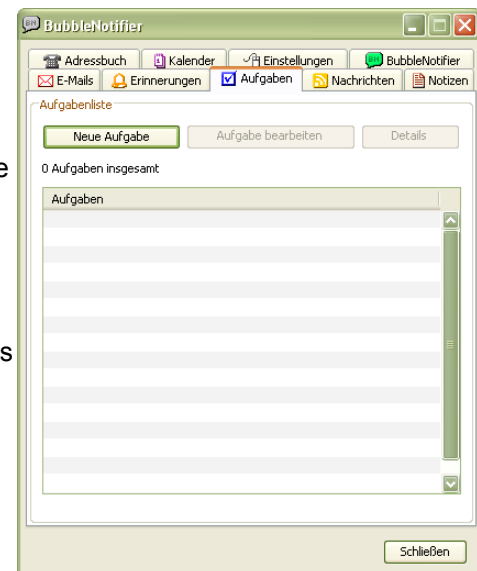 BubbleNotifier
Adressbuch Kalender Einstellungen BubbleNotifier
E-Mails Erinnerungen Aufgaben Nachrichten Notizen
Aufgabenliste
Neue Aufgabe Aufgabe bearbeiten Details
e
0 Aufgaben insgesamt
Aufgaben
s
Schließen